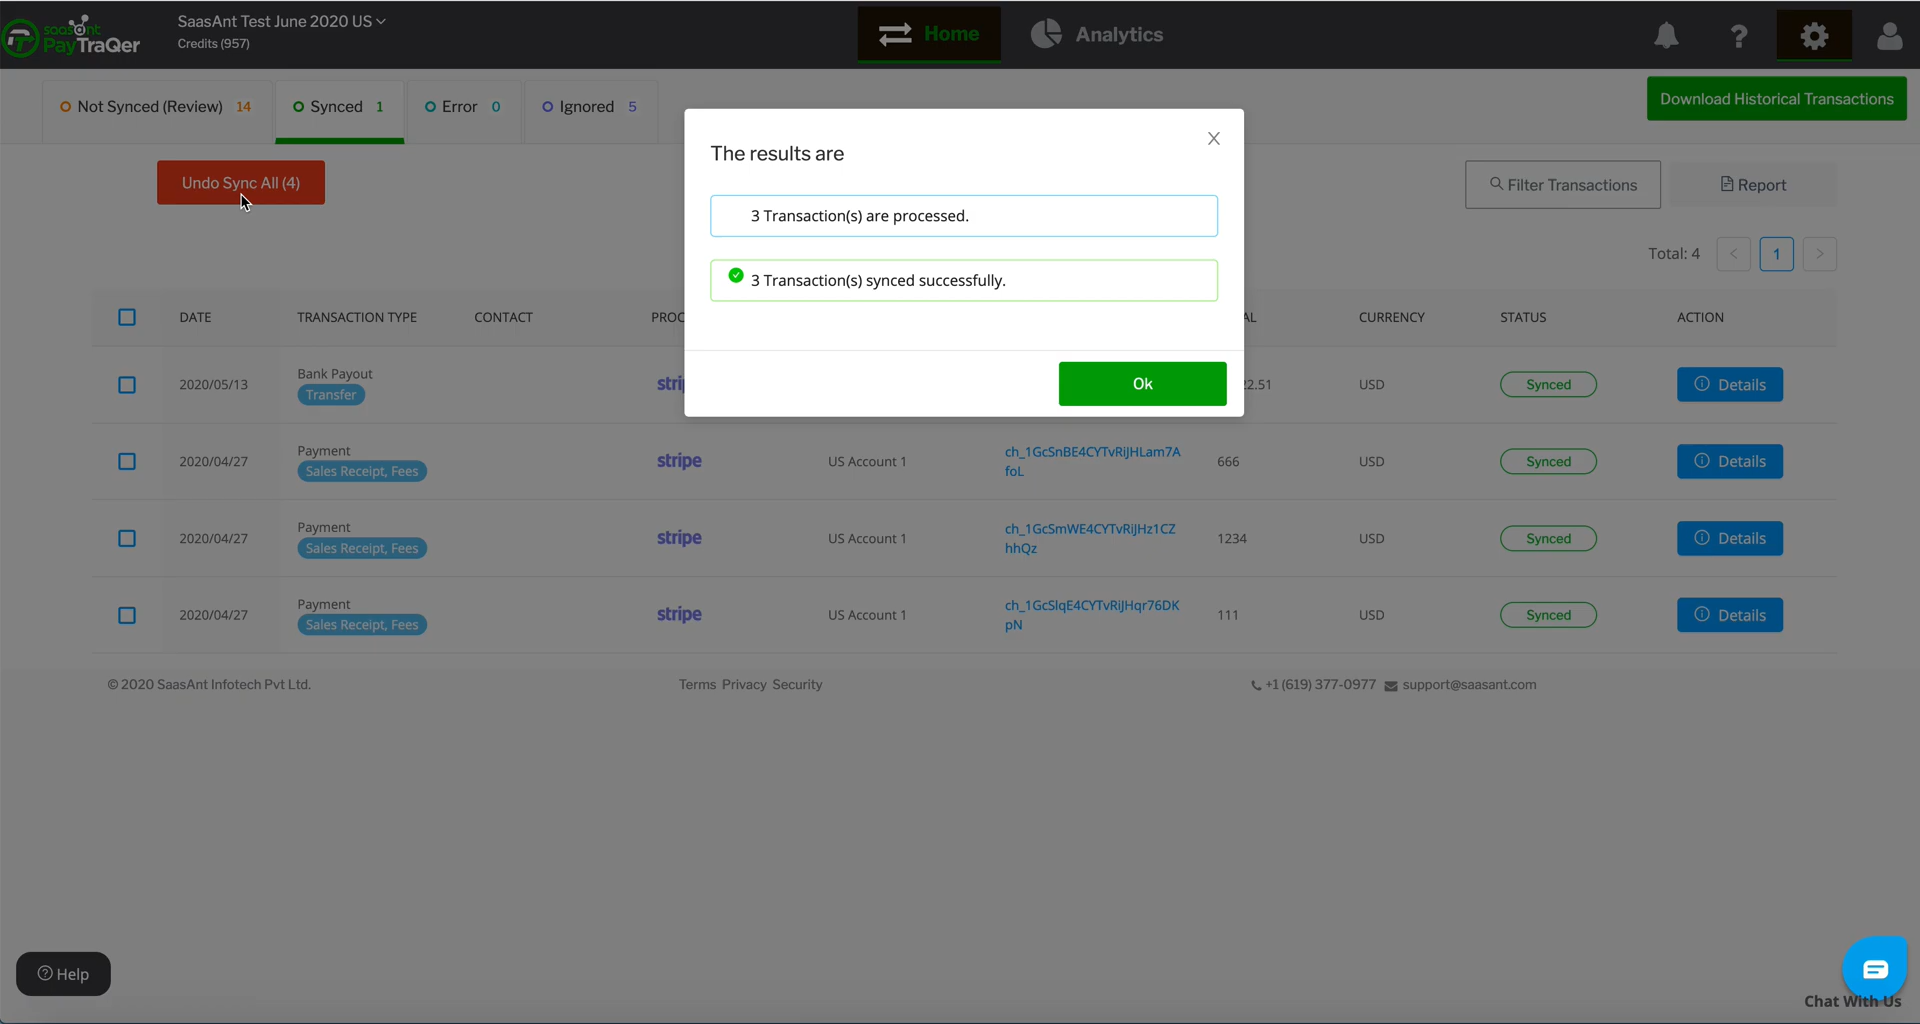 saasant
PayTraQer
SaasAnt Test June 2020 US
Credits (957)
Home
Analytics
?
Not Synced (Review) 14
Synced 1
Error 0
Ignored 5
Download Historical Transactions
Undo Sync All (4)
The results are
3 Transaction(s) are processed.
3 Transaction(s) synced successfully.
Ok
Filter Transactions
Report
Total: 4 < 1 >
DATE TRANSACTION TYPE CONTACT PROC AL CURRENCY STATUS ACTION
2020/05/13 Bank Payout stri 22.51 USD Synced Details
Transfer
2020/04/27 Payment stripe US Account 1 ch_1GcSnBE4CYTvRiJHLam7A 666 USD Synced Details
Sales Receipt, Fees foL
2020/04/27 Payment stripe US Account 1 ch_1GcSmWE4CYTvRiJHz1CZ 1234 USD Synced Details
Sales Receipt, Fees hhQz
2020/04/27 Payment stripe US Account 1 ch_1GcSlqE4CYTvRiJHqr76DK 111 USD Synced Details
Sales Receipt, Fees pN
© 2020 SaasAnt Infotech Pvt Ltd.
Terms Privacy Security
+1 (619) 377-0977 support@saasant.com
Help
Chat With Us